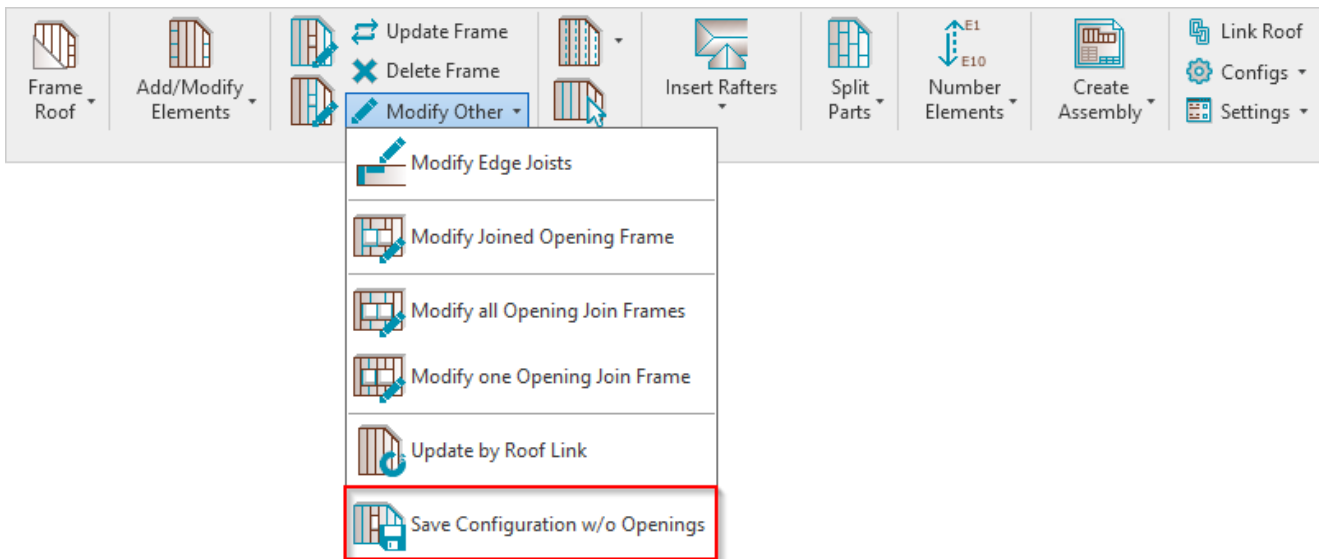 Frame
Roof
Add/Modify
Elements
Update Frame
Delete Frame
Modify Other
Insert Rafters
Split
Parts
E1
E10
Number
Elements
Create
Assembly
Link Roof
Configs
Settings
Modify Edge Joists
Modify Joined Opening Frame
Modify all Opening Join Frames
Modify one Opening Join Frame
Update by Roof Link
Save Configuration w/o Openings